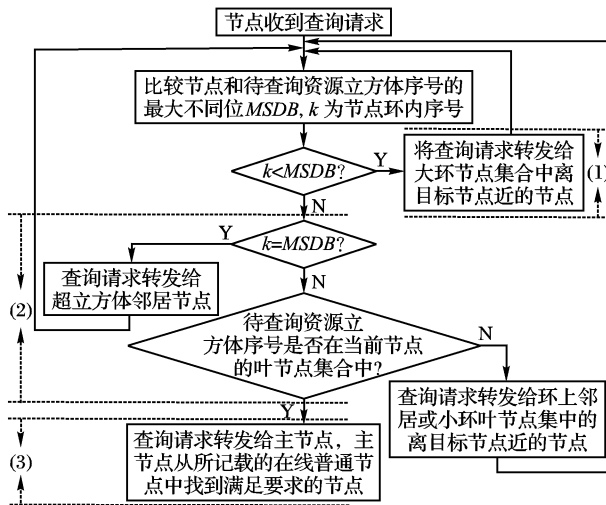 节点收到查询请求
比较节点和待查询资源立方体序号的
最大不同位MSDB, k 为节点环内序号
k<MSDB?
Y
将查询请求转发给
大环节点集合中离
目标节点近的节点
(1)
N
k=MSDB?
Y
查询请求转发给
超立方体邻居节点
(2)
N
待查询资源立
方体序号是否在当前节点
的叶节点集合中?
N
查询请求转发给环上邻
居或小环叶节点集中的
离目标节点近的节点
Y
查询请求转发给主节点，主
节点从所记载的在线普通节
点中找到满足要求的节点
(3)